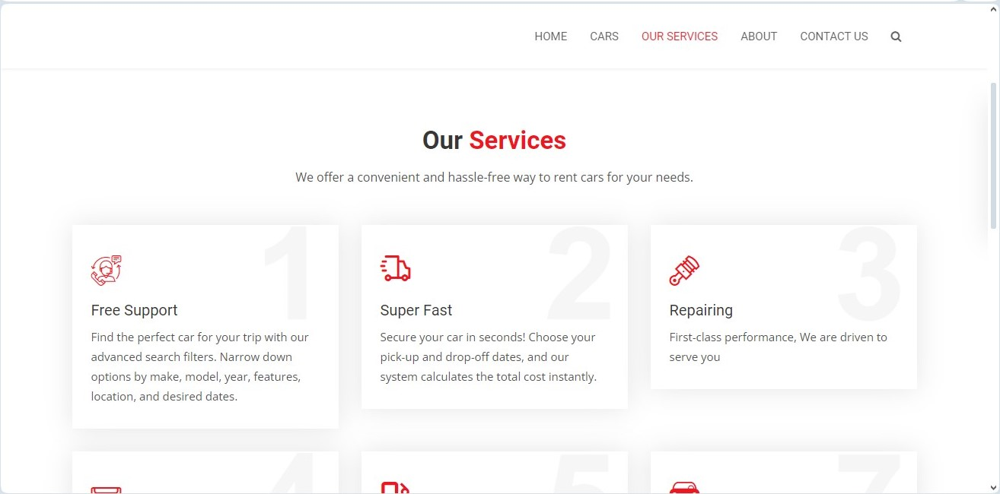 HOME CARS OUR SERVICES ABOUT CONTACT US
Our Services
We offer a convenient and hassle-free way to rent cars for your needs.
1
Free Support
Find the perfect car for your trip with our
advanced search filters. Narrow down
options by make, model, year, features,
location, and desired dates.
2
Super Fast
Secure your car in seconds! Choose your
pick-up and drop-off dates, and our
system calculates the total cost instantly.
3
Repairing
First-class performance, We are driven to
serve you
4
5
7